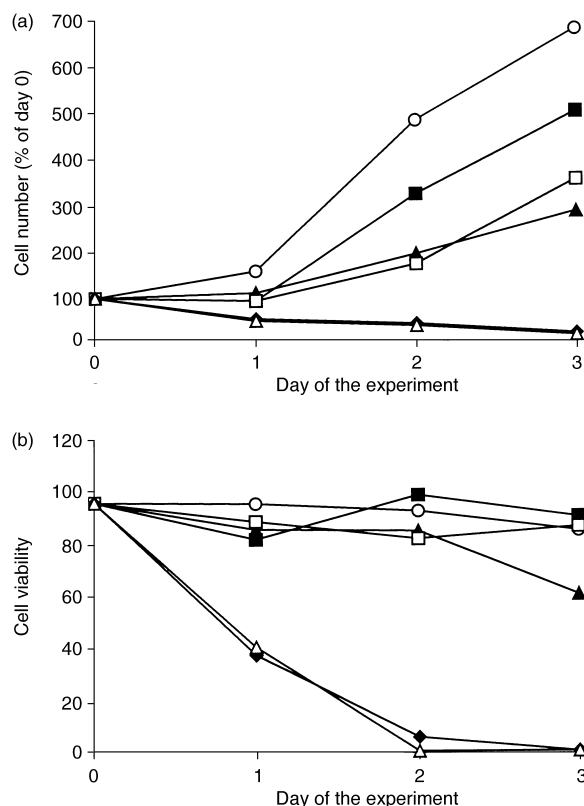 (a)
700
600
500
400
300
200
100
0
Cell number (% of day 0)
0 1 2 3
Day of the experiment
(b)
120
100
80
60
40
20
0
Cell viability
0 1 2 3
Day of the experiment